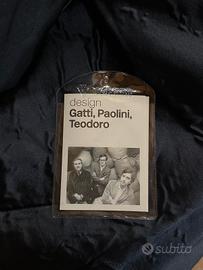 design
Gatti, Paolini,
Teodoro
subito